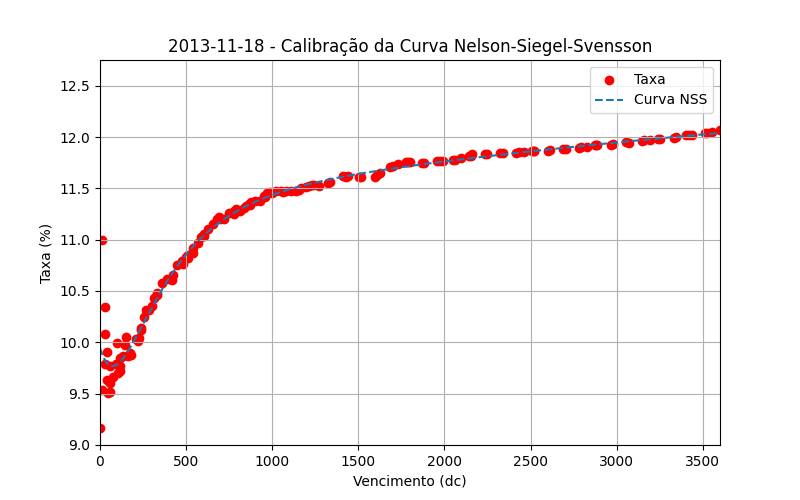 2013-11-18 - Calibração da Curva Nelson-Siegel-Svensson
Taxa
Curva NSS
Taxa (%)
12.5
12.0
11.5
11.0
10.5
10.0
9.5
9.0
0 500 1000 1500 2000 2500 3000 3500
Vencimento (dc)